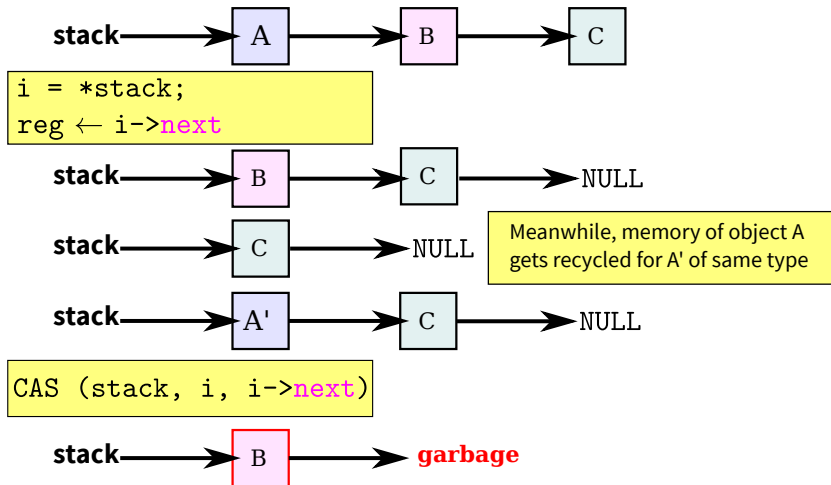 stack A B C
i = *stack;
reg ← i->next
stack B C NULL
stack C NULL
Meanwhile, memory of object A
gets recycled for A' of same type
stack A' C NULL
CAS (stack, i, i->next)
stack B garbage